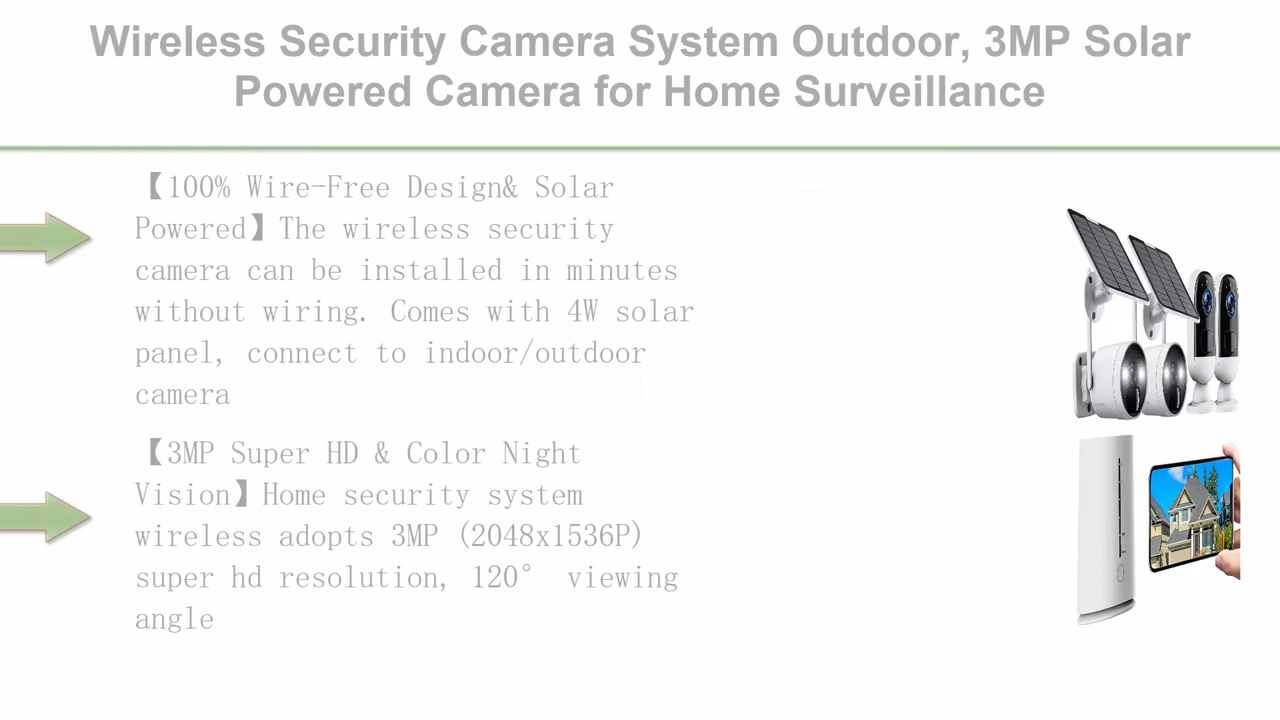 Wireless Security Camera System Outdoor, 3MP Solar
Powered Camera for Home Surveillance
【100% Wire-Free Design& Solar
Powered】The wireless security
camera can be installed in minutes
without wiring. Comes with 4W solar
panel, connect to indoor/outdoor
camera
【3MP Super HD & Color Night
Vision】Home security system
wireless adopts 3MP (2048x1536P)
super hd resolution, 120° viewing
angle